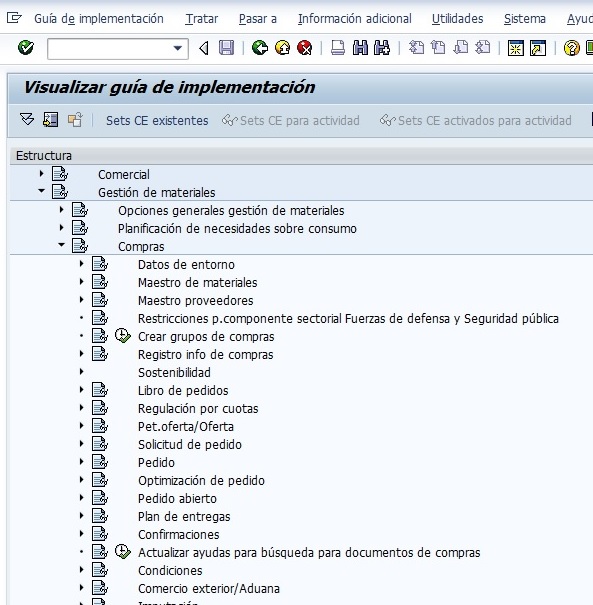 Guía de implementación Tratar Pasar a Información adicional Utilidades Sistema Ayud
Visualizar guía de implementación
Sets CE existentes Sets CE para actividad Sets CE activados para actividad
Estructura
Comercial
Gestión de materiales
Opciones generales gestión de materiales
Planificación de necesidades sobre consumo
Compras
Datos de entorno
Maestro de materiales
Maestro proveedores
Restricciones p.componente sectorial Fuerzas de defensa y Seguridad pública
Crear grupos de compras
Registro info de compras
Sostenibilidad
Libro de pedidos
Regulación por cuotas
Pet.oferta/Oferta
Solicitud de pedido
Pedido
Optimización de pedido
Pedido abierto
Plan de entregas
Confirmaciones
Actualizar ayudas para búsqueda para documentos de compras
Condiciones
Comercio exterior/Aduana